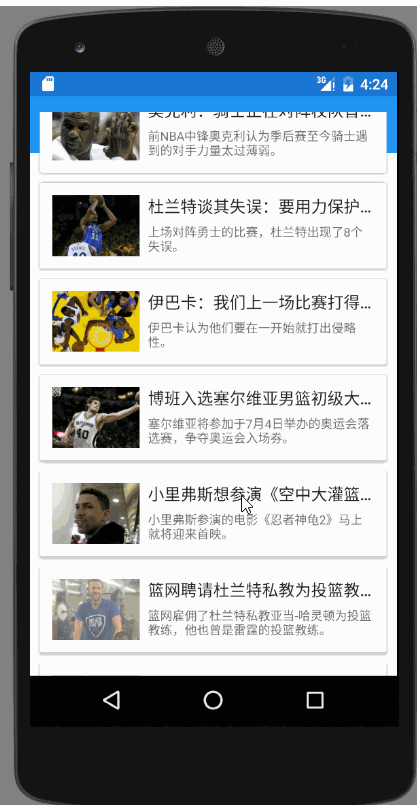 3G 4:24
奥克利：骑士正在对阵较队首...
前NBA中锋奥克利认为季后赛至今骑士遇
到的对手力量太过薄弱。
杜兰特谈其失误：要用力保护...
上场对阵勇士的比赛，杜兰特出现了8个
失误。
伊巴卡：我们上一场比赛打得...
伊巴卡认为他们要在一开始就打出侵略
性。
博班入选塞尔维亚男篮初级大...
塞尔维亚将参加于7月4日举办的奥运会落
选赛，争夺奥运会入场券。
小里弗斯想参演《空中大灌篮...
小里弗斯参演的电影《忍者神龟2》马上
就将迎来首映。
篮网聘请杜兰特私教为投篮教...
篮网雇佣了杜兰特私教亚当-哈灵顿为投篮
教练，他也曾是雷霆的投篮教练。